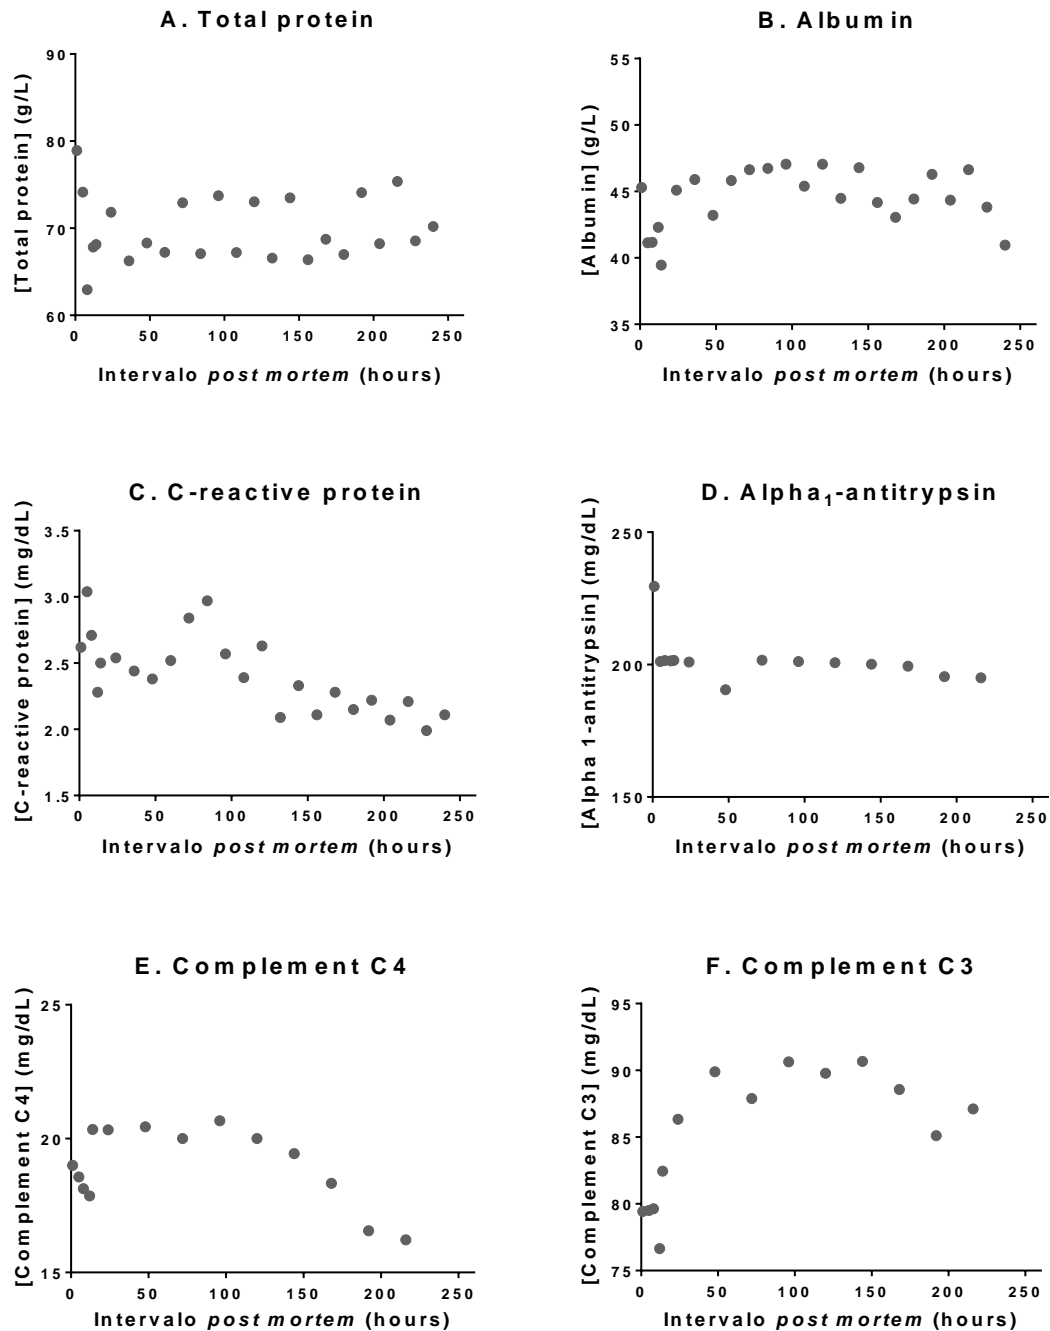 A. Total protein
[Total protein] (g/L)
90
80
70
60
0 50 100 150 200 250
Intervalo post mortem (hours)
B. Albumin
[Albumin] (g/L)
55
50
45
40
35
0 50 100 150 200 250
Intervalo post mortem (hours)
C. C-reactive protein
[C-reactive protein] (mg/dL)
3.5
3.0
2.5
2.0
1.5
0 50 100 150 200 250
Intervalo post mortem (hours)
D. Alpha₁-antitrypsin
[Alpha 1-antitrypsin] (mg/dL)
250
200
150
0 50 100 150 200 250
Intervalo post mortem (hours)
E. Complement C4
[Complement C4] (mg/dL)
25
20
15
0 50 100 150 200 250
Intervalo post mortem (hours)
F. Complement C3
[Complement C3] (mg/dL)
95
90
85
80
75
0 50 100 150 200 250
Intervalo post mortem (hours)